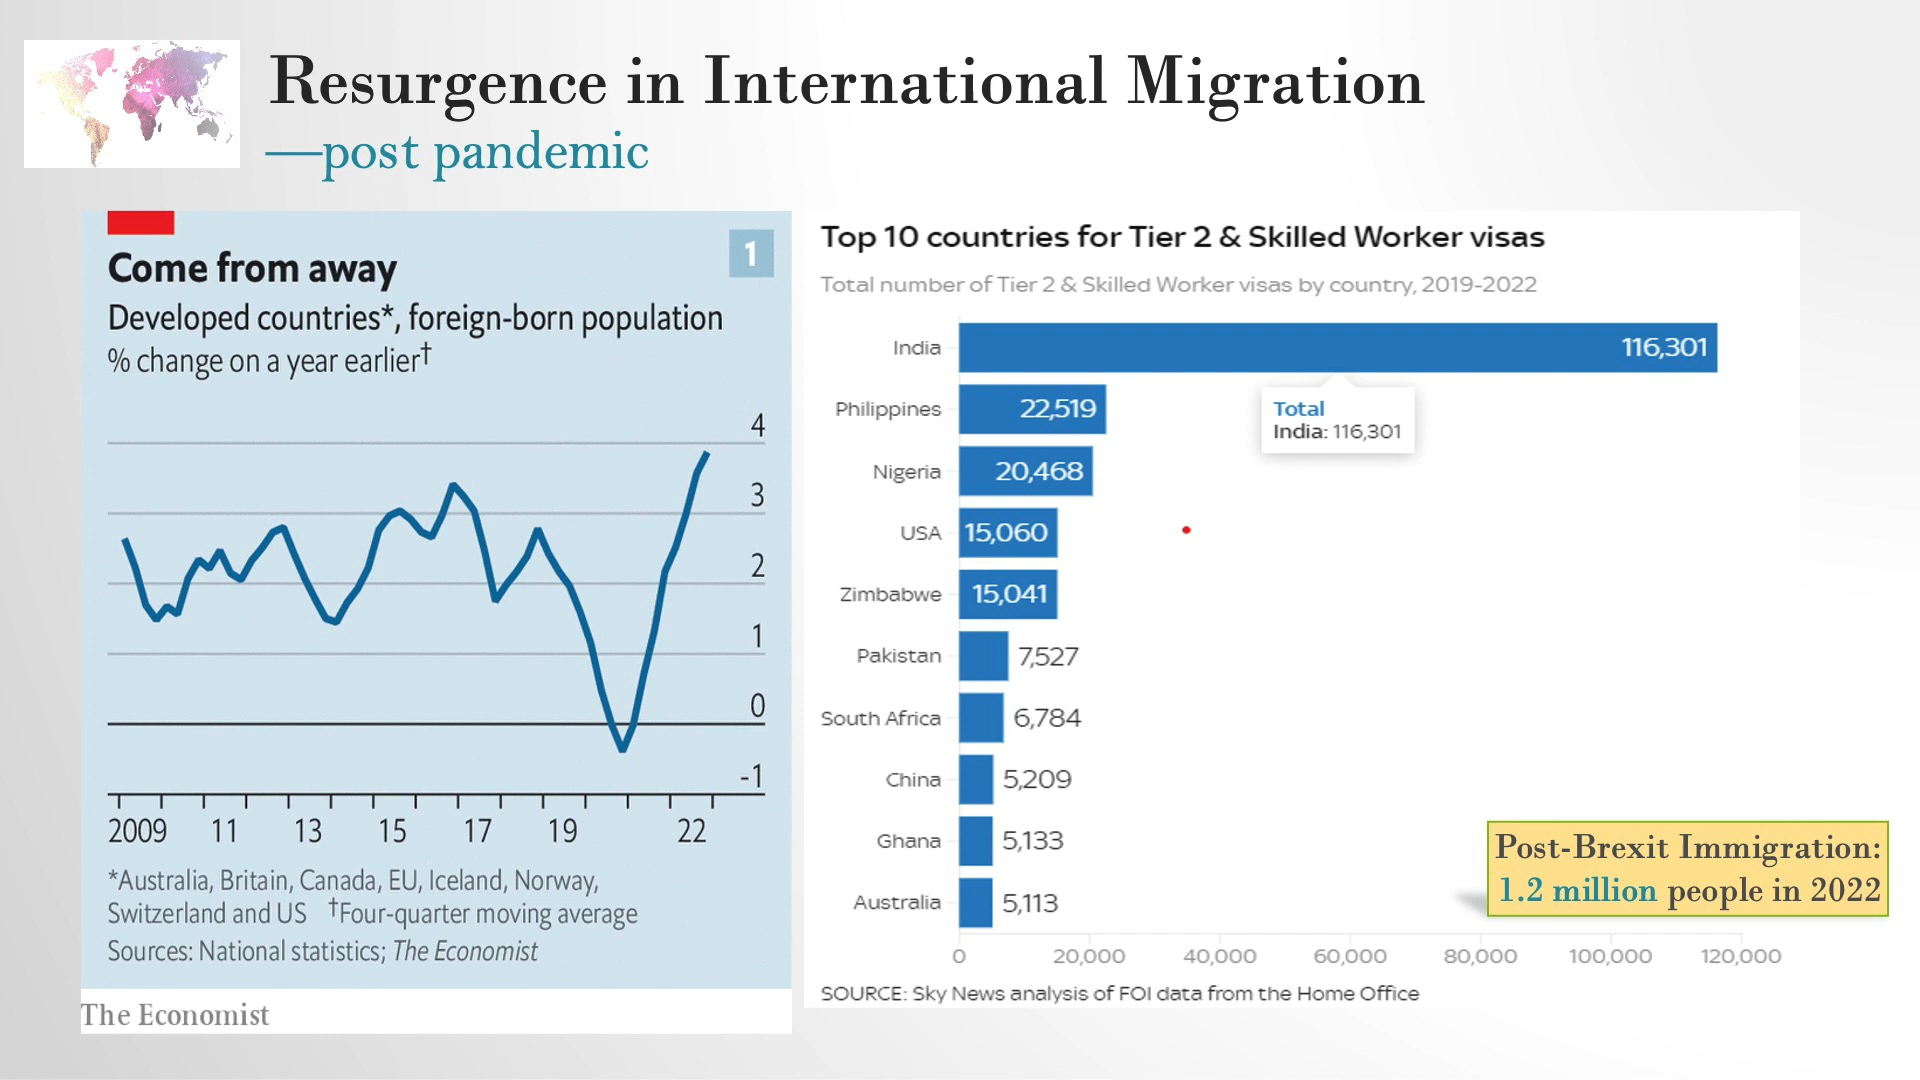 Resurgence in International Migration
—post pandemic
1
Come from away
Developed countries*, foreign-born population
% change on a year earlier†
4
3
2
1
0
-1
2009 11 13 15 17 19 22
*Australia, Britain, Canada, EU, Iceland, Norway,
Switzerland and US †Four-quarter moving average
Sources: National statistics; The Economist
The Economist
Top 10 countries for Tier 2 & Skilled Worker visas
Total number of Tier 2 & Skilled Worker visas by country, 2019-2022
India 116,301
Total
India: 116,301
Philippines 22,519
Nigeria 20,468
USA 15,060
Zimbabwe 15,041
Pakistan 7,527
South Africa 6,784
China 5,209
Ghana 5,133
Australia 5,113
0 20,000 40,000 60,000 80,000 100,000 120,000
SOURCE: Sky News analysis of FOI data from the Home Office
Post-Brexit Immigration:
1.2 million people in 2022